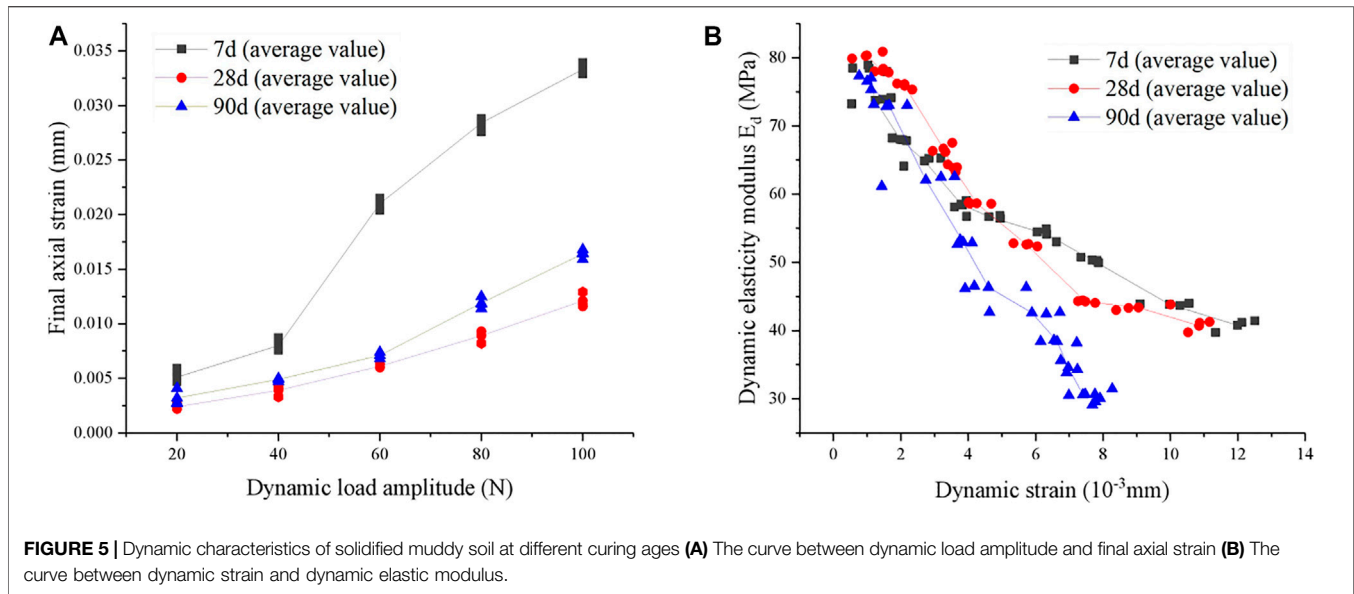 A
7d (average value)
28d (average value)
90d (average value)
0.035
0.030
0.025
0.020
0.015
0.010
0.005
0.000
Final axial strain (mm)
20 40 60 80 100
Dynamic load amplitude (N)
B
7d (average value)
28d (average value)
90d (average value)
80
70
60
50
40
30
Dynamic elasticity modulus E_d (MPa)
0 2 4 6 8 10 12 14
Dynamic strain (10⁻³mm)
FIGURE 5 | Dynamic characteristics of solidified muddy soil at different curing ages (A) The curve between dynamic load amplitude and final axial strain (B) The
curve between dynamic strain and dynamic elastic modulus.